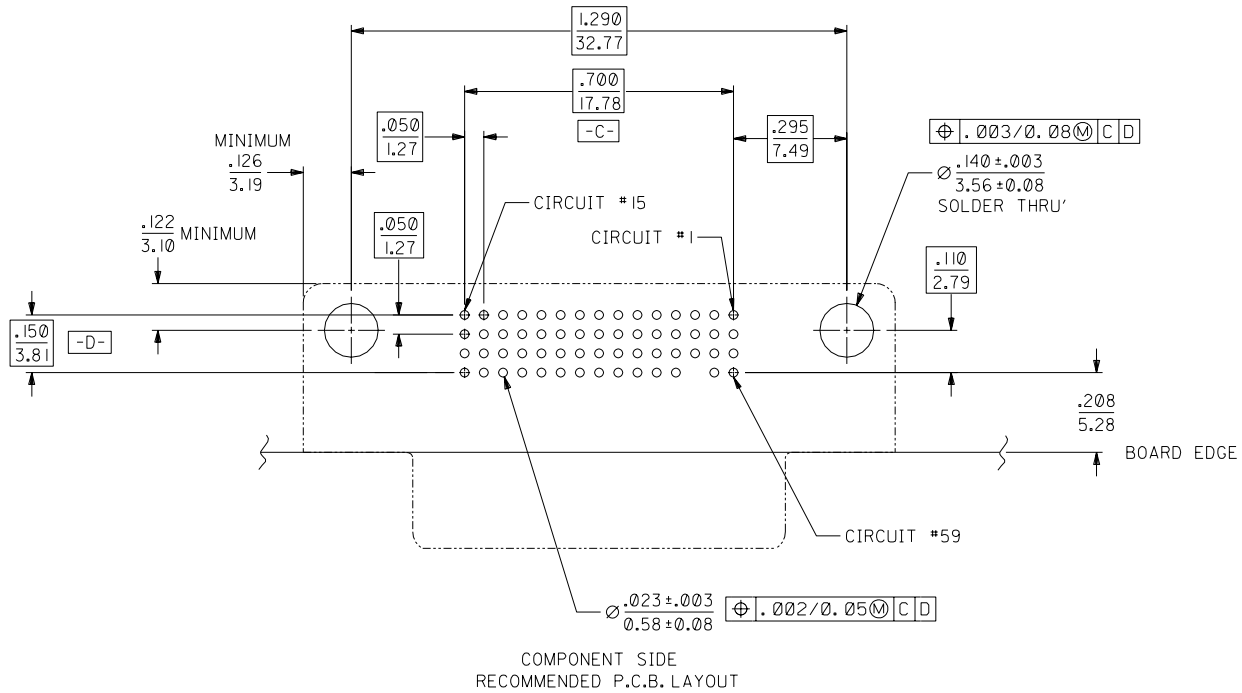 1.290
32.77
.700
17.78
-C-
.050
1.27
.295
7.49
⌖ .003/0.08Ⓜ C D
MINIMUM
.126
3.19
Ø .140 ±.003
3.56 ±0.08
SOLDER THRU'
CIRCUIT #15
CIRCUIT #1
.122
3.10 MINIMUM
.050
1.27
.110
2.79
.150
3.81
-D-
.208
5.28
BOARD EDGE
CIRCUIT #59
Ø .023 ±.003
0.58 ±0.08
⌖ .002/0.05Ⓜ C D
COMPONENT SIDE
RECOMMENDED P.C.B. LAYOUT